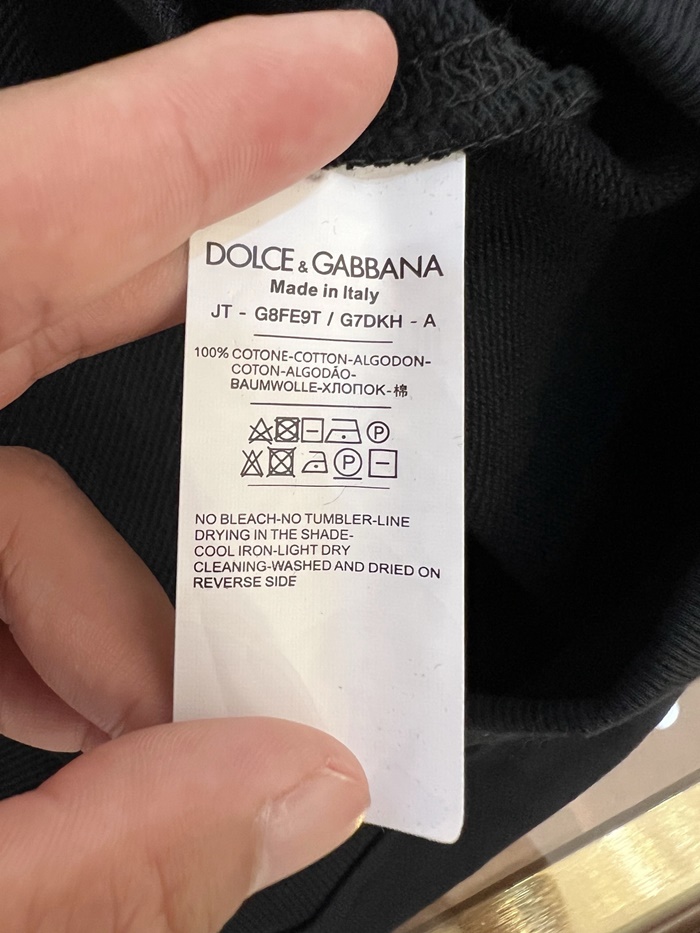 DOLCE & GABBANA
Made in Italy
JT - G8FE9T / G7DKH - A
100% COTONE-COTTON-ALGODON-
COTON-ALGODÃO-
BAUMWOLLE-ХЛОПОК-棉
P
P
NO BLEACH-NO TUMBLER-LINE
DRYING IN THE SHADE-
COOL IRON-LIGHT DRY
CLEANING-WASHED AND DRIED ON
REVERSE SIDE